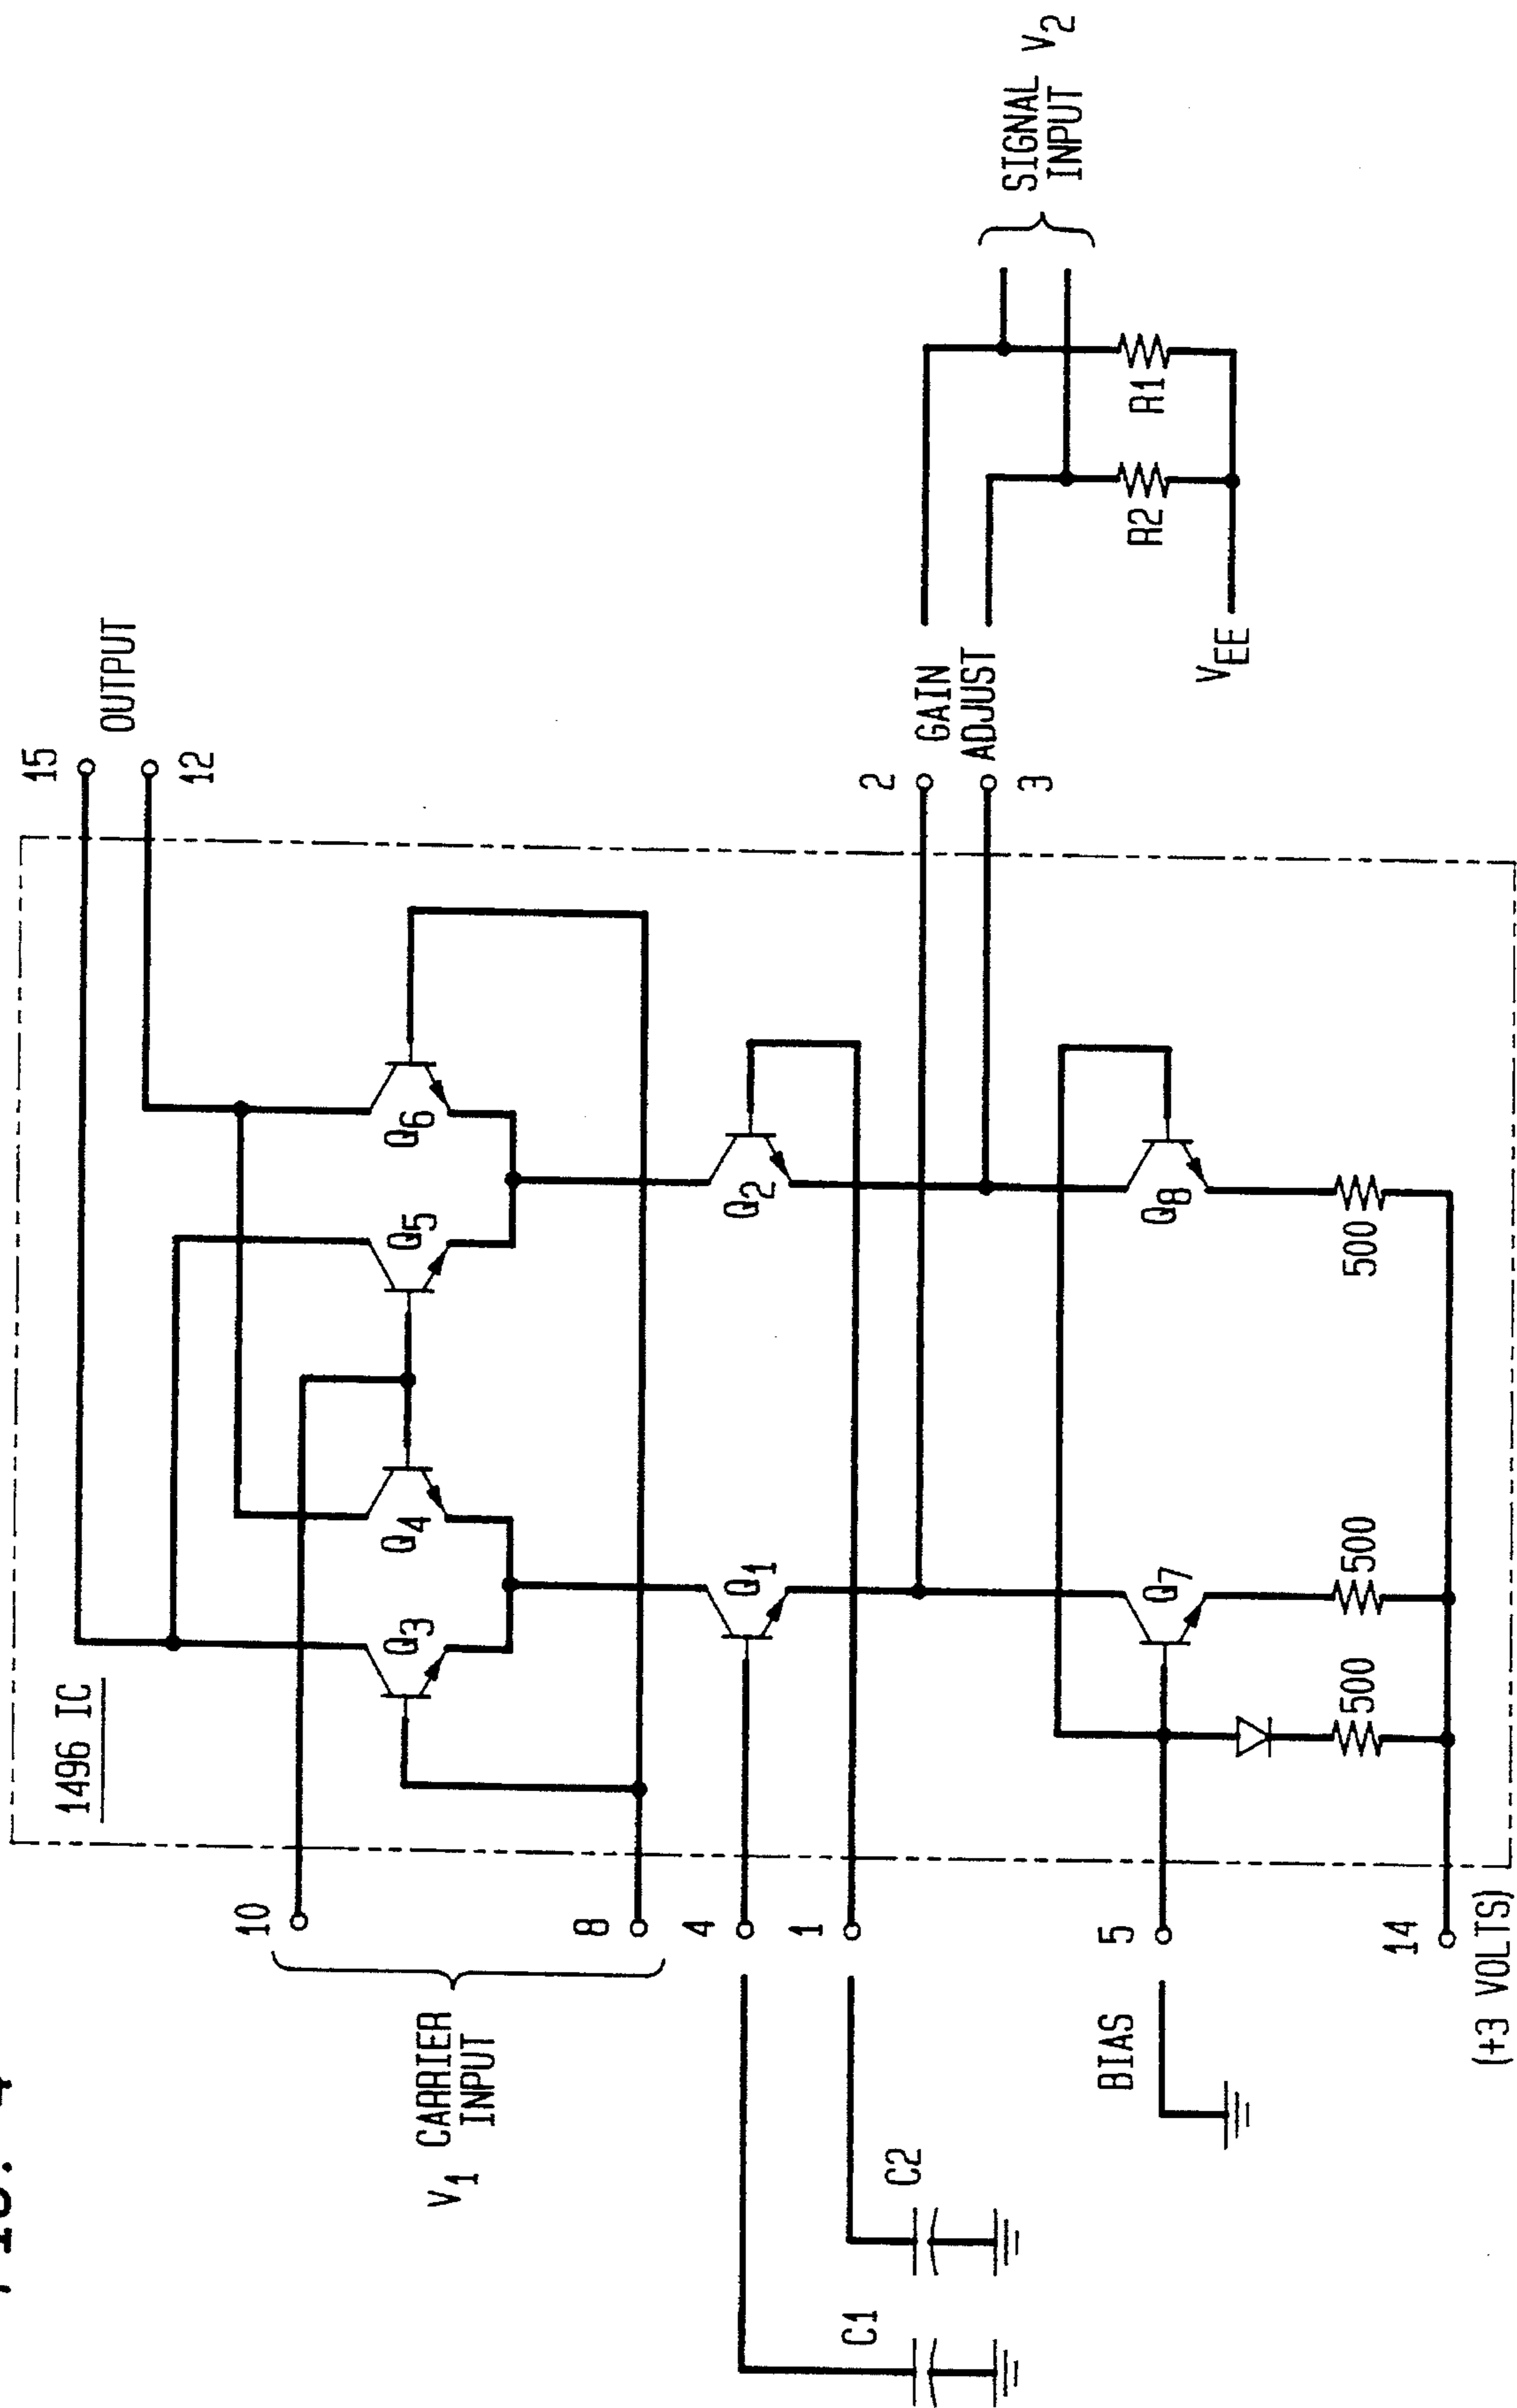 FIG. 4
1496 IC
15
OUTPUT
12
10
V1 CARRIER
INPUT
8
Q3
Q4
Q5
Q6
4
1
Q1
Q2
2
GAIN
ADJUST
3
SIGNAL V2
INPUT
R2
R1
VEE
C1
C2
BIAS
5
Q7
Q8
500
500
500
14
(+3 VOLTS)